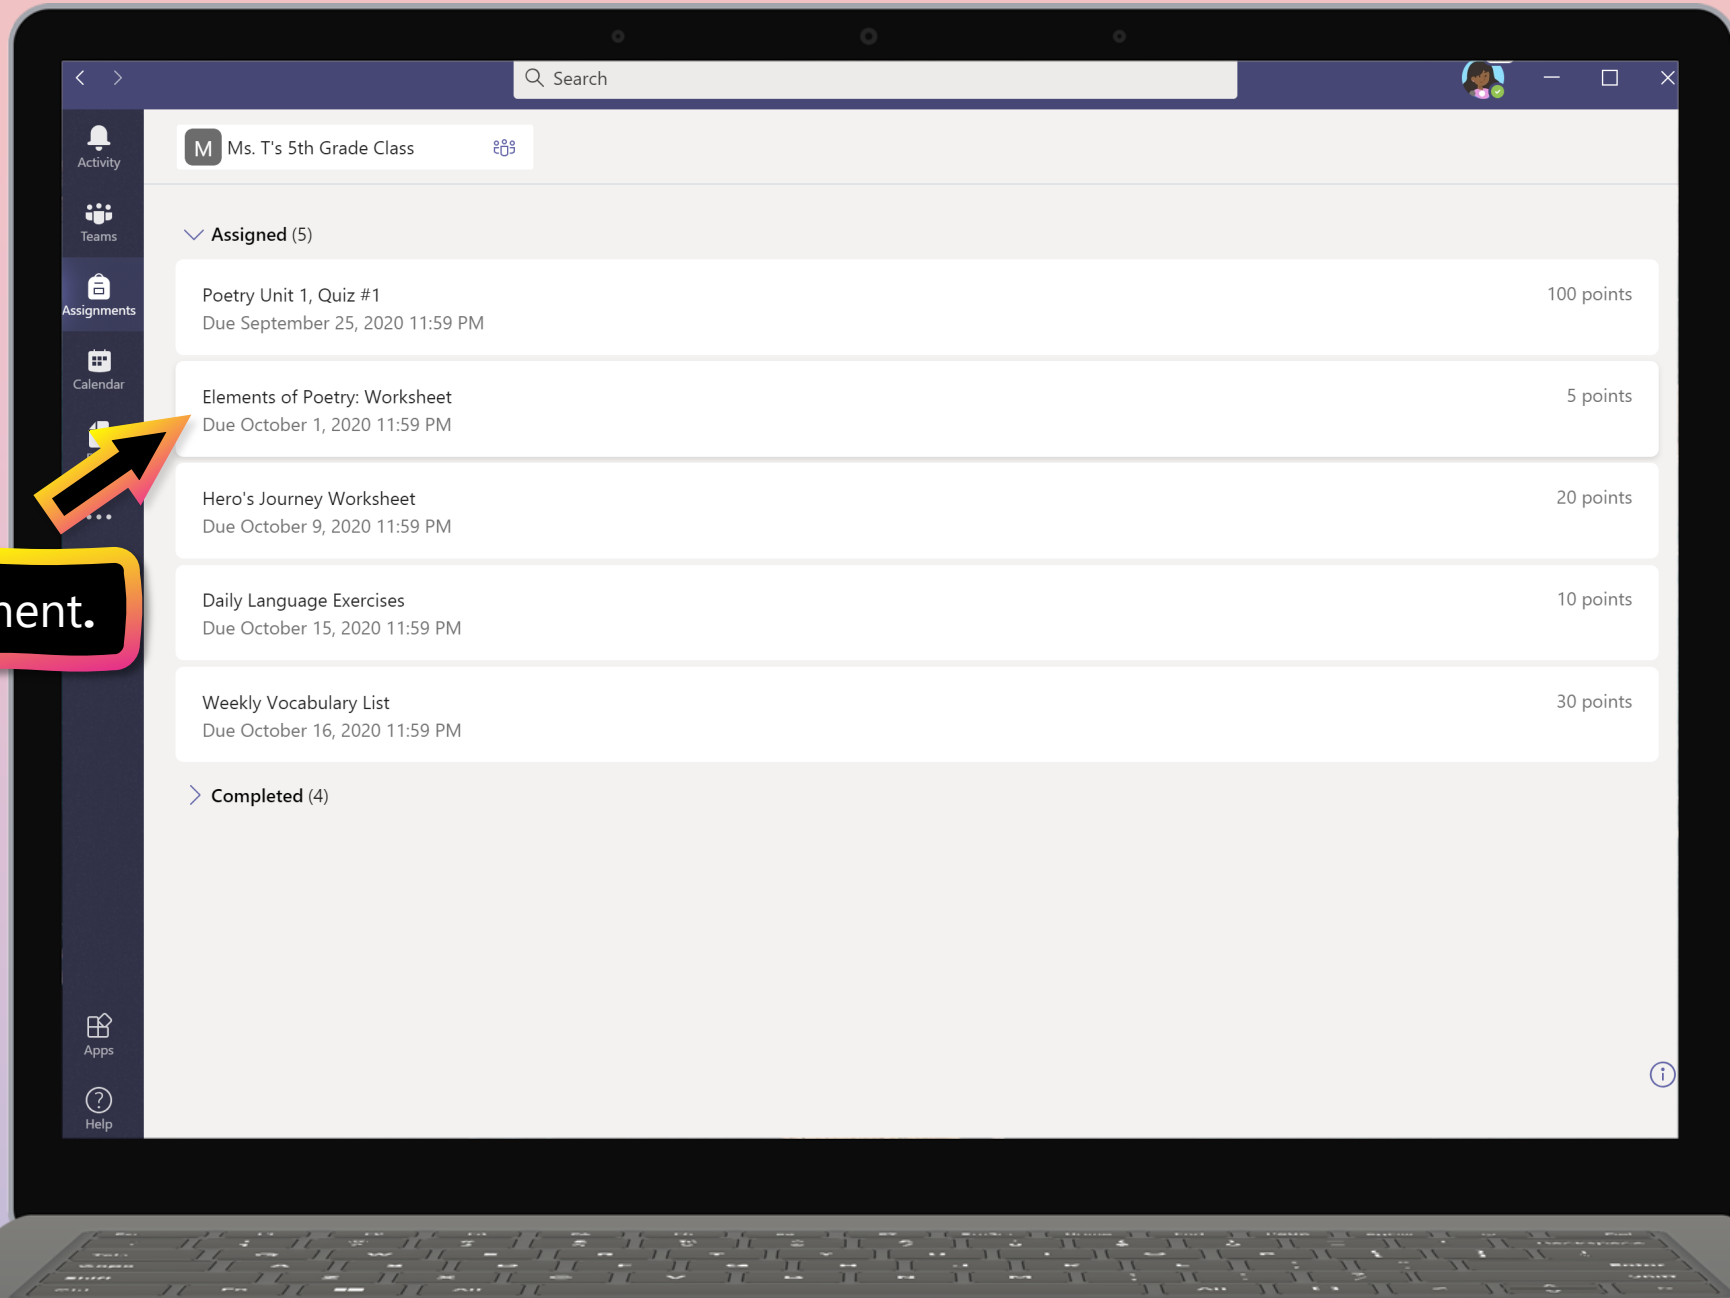 Search
Activity
Teams
Assignments
Calendar
Help
Apps
M Ms. T's 5th Grade Class
Assigned (5)
Poetry Unit 1, Quiz #1
100 points
Due September 25, 2020 11:59 PM
Elements of Poetry: Worksheet
5 points
Due October 1, 2020 11:59 PM
Hero's Journey Worksheet
20 points
Due October 9, 2020 11:59 PM
Daily Language Exercises
10 points
Due October 15, 2020 11:59 PM
Weekly Vocabulary List
30 points
Due October 16, 2020 11:59 PM
Completed (4)